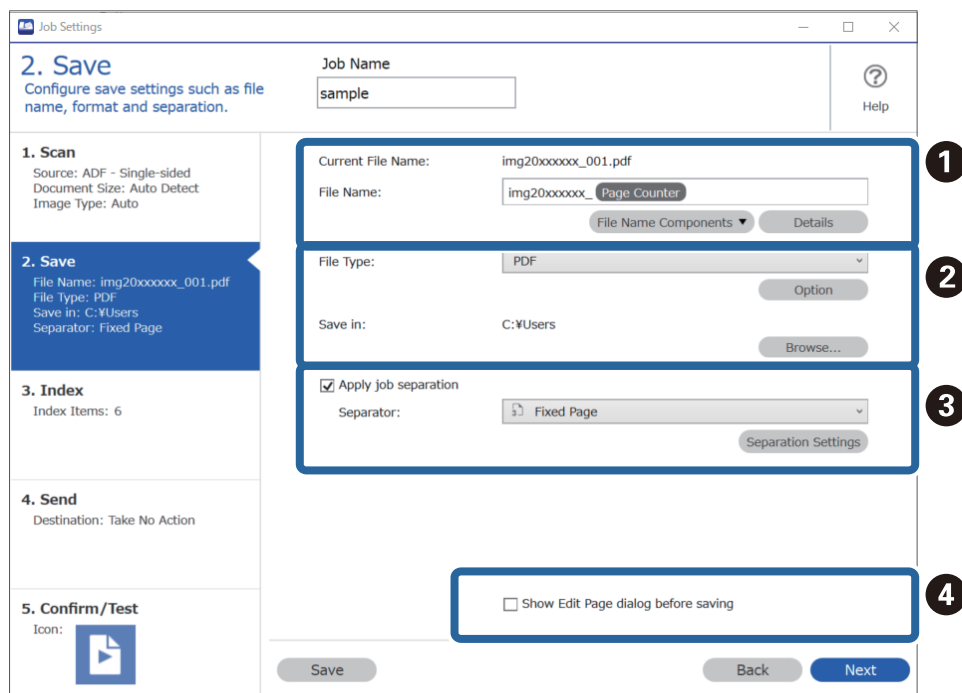 Job Settings
2. Save
Configure save settings such as file
name, format and separation.
Job Name
sample
Help
1. Scan
Source: ADF - Single-sided
Document Size: Auto Detect
Image Type: Auto
2. Save
File Name: img20xxxxxx_001.pdf
File Type: PDF
Save in: C:¥Users
Separator: Fixed Page
3. Index
Index Items: 6
4. Send
Destination: Take No Action
5. Confirm/Test
Icon:
Current File Name: img20xxxxxx_001.pdf
File Name: img20xxxxxx_ Page Counter
File Name Components ▼ Details
1
File Type: PDF
Option
Save in: C:¥Users
Browse...
2
Apply job separation
Separator: Fixed Page
Separation Settings
3
Show Edit Page dialog before saving
4
Save Back Next